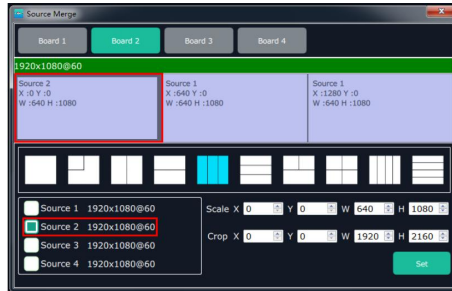 Source Merge
Board 1 Board 2 Board 3 Board 4
1920x1080@60
Source 2 Source 1 Source 1
X :0 Y :0 X :640 Y :0 X :1280 Y :0
W :640 H :1080 W :640 H :1080 W :640 H :1080
Source 1 1920x1080@60 Scale X 0 Y 0 W 640 H 1080
Source 2 1920x1080@60
Source 3 1920x1080@60 Crop X 0 Y 0 W 1920 H 2160
Source 4 1920x1080@60 Set